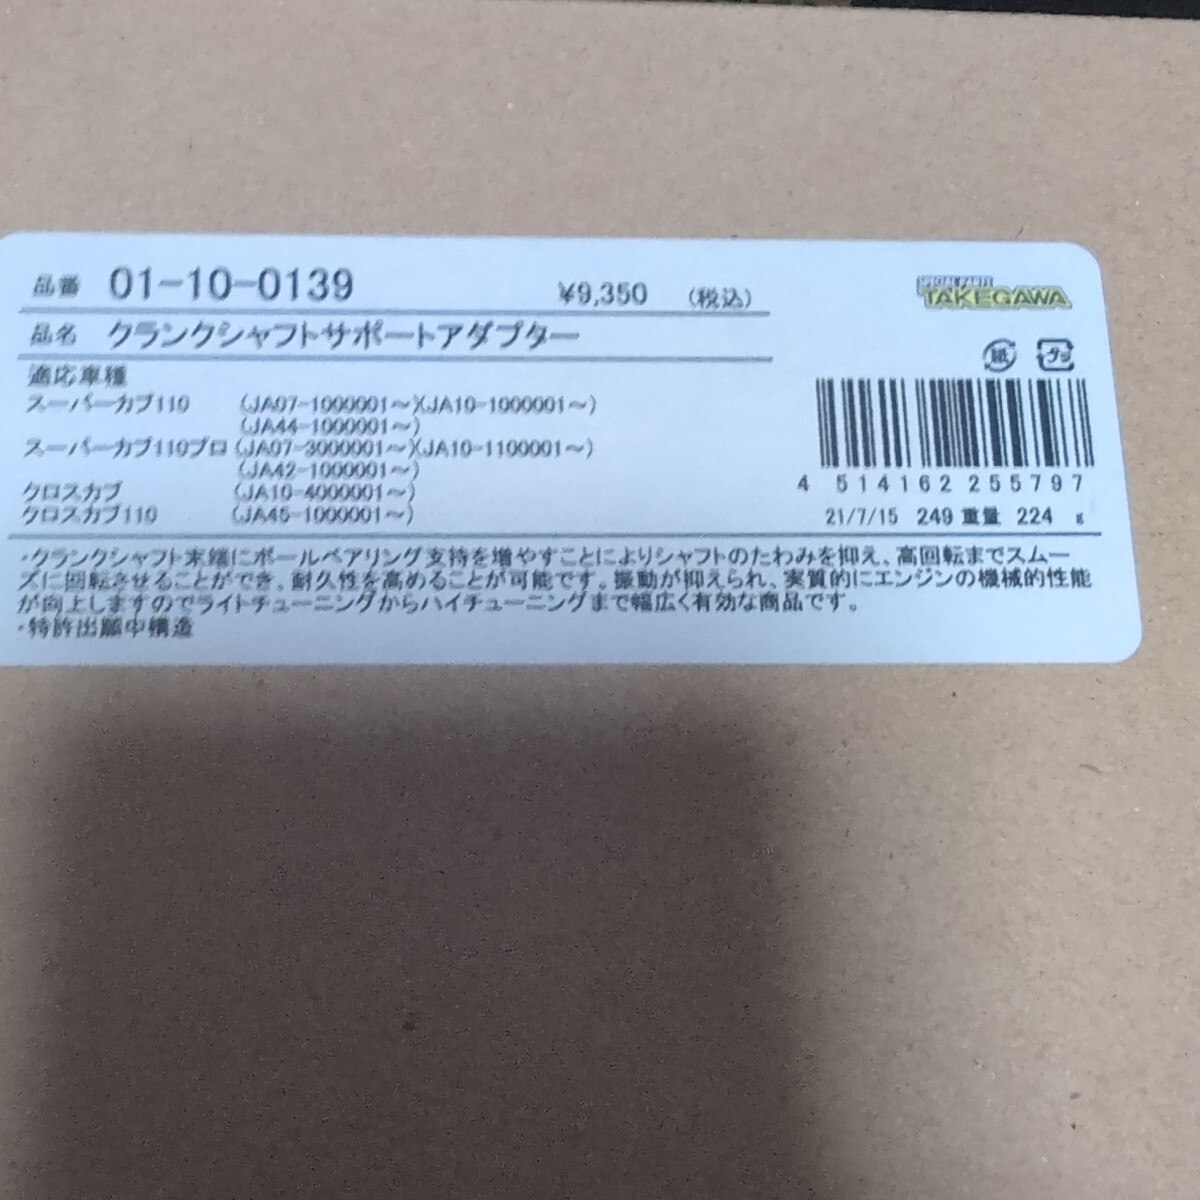 品番 01-10-0139 ¥9,350 (税込)
SPECIAL PARTS
TAKEGAWA
品名 クランクシャフトサポートアダプター
適応車種
紙 プラ
スーパーカブ110 (JA07-1000001～)(JA10-1000001～)
(JA44-1000001～)
スーパーカブ110プロ (JA07-3000001～)(JA10-1100001～)
(JA42-1000001～)
クロスカブ (JA10-4000001～)
クロスカブ110 (JA45-1000001～)
4 514162 255797
21/7/15 249 重量 224 g
・クランクシャフト末端にボールベアリング支持を増やすことによりシャフトのたわみを抑え、高回転までスムー
ズに回転させることができ、耐久性を高めることが可能です。振動が抑えられ、実質的にエンジンの機械的性能
が向上しますのでライトチューニングからハイチューニングまで幅広く有効な商品です。
・特許出願中構造